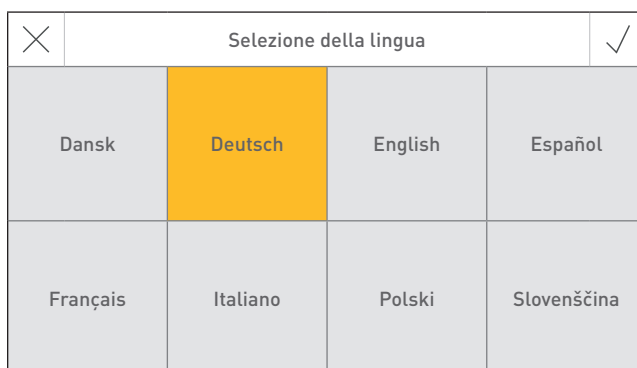 Selezione della lingua
Dansk Deutsch English Español
Français Italiano Polski Slovenščina